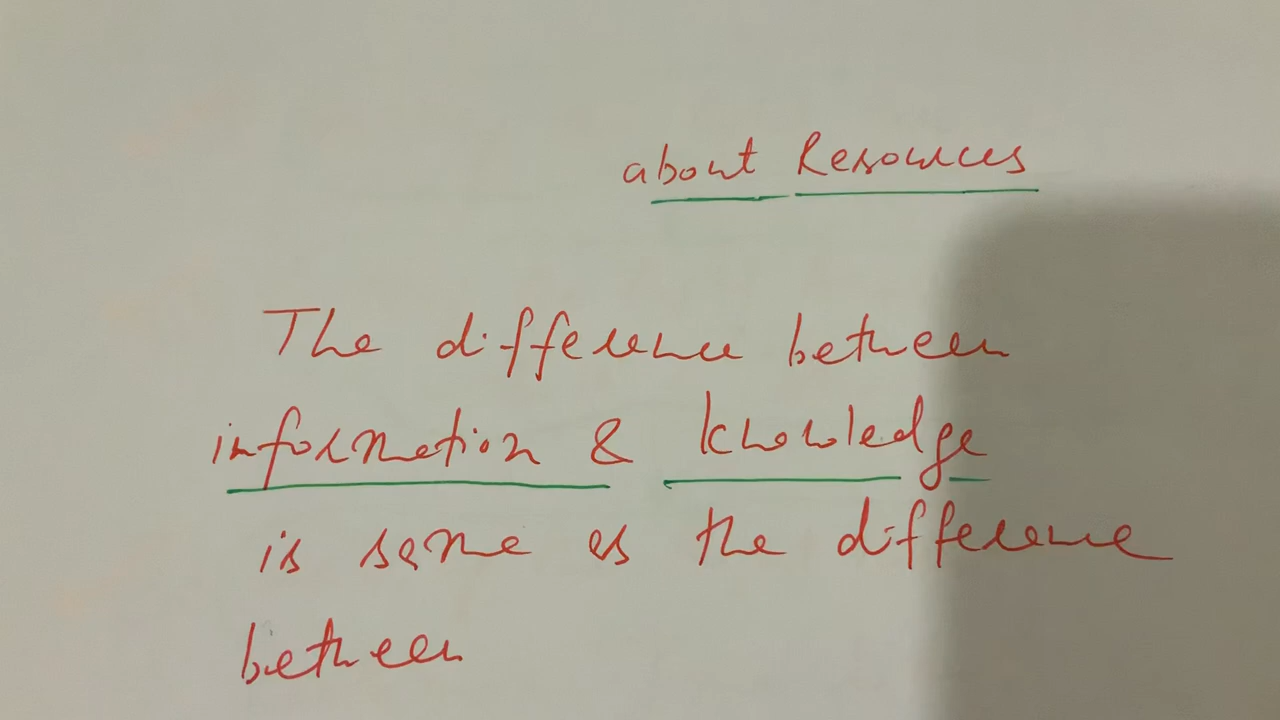 about Resources
The difference between
information & knowledge
is same as the difference
between